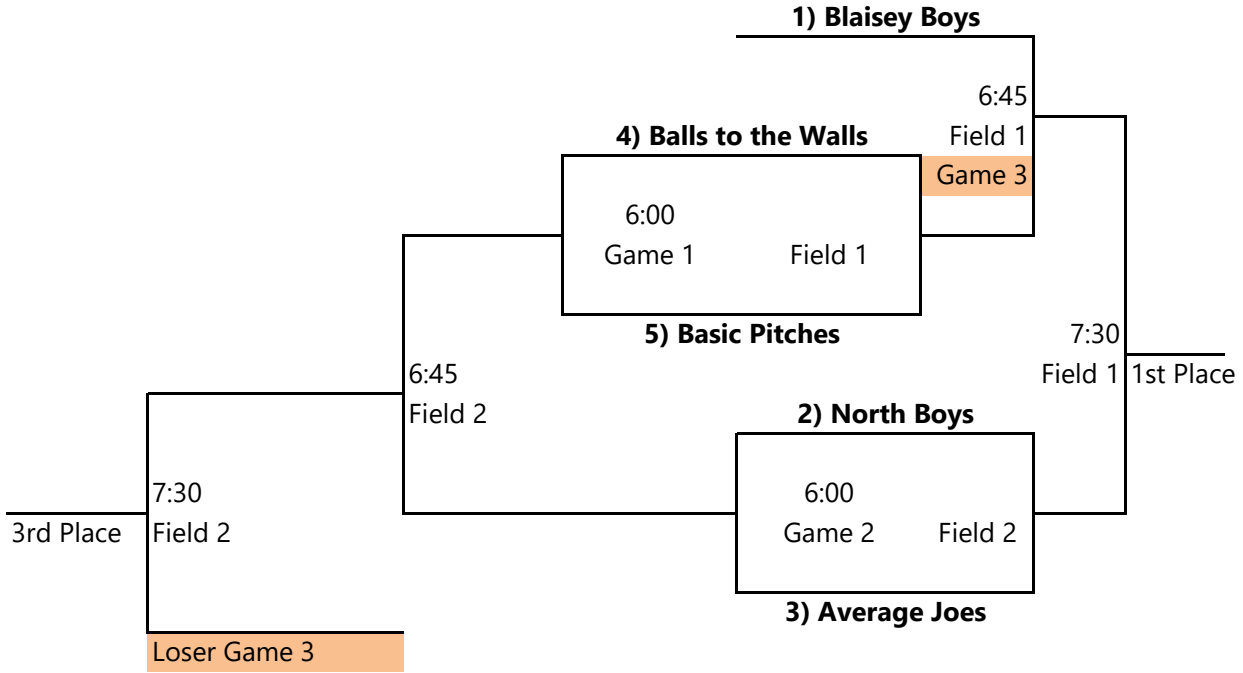 1) Blaisey Boys
6:45
4) Balls to the Walls
Field 1
Game 3
6:00
Game 1
Field 1
5) Basic Pitches
7:30
6:45
Field 1
1st Place
Field 2
2) North Boys
7:30
6:00
3rd Place
Field 2
Game 2
Field 2
3) Average Joes
Loser Game 3